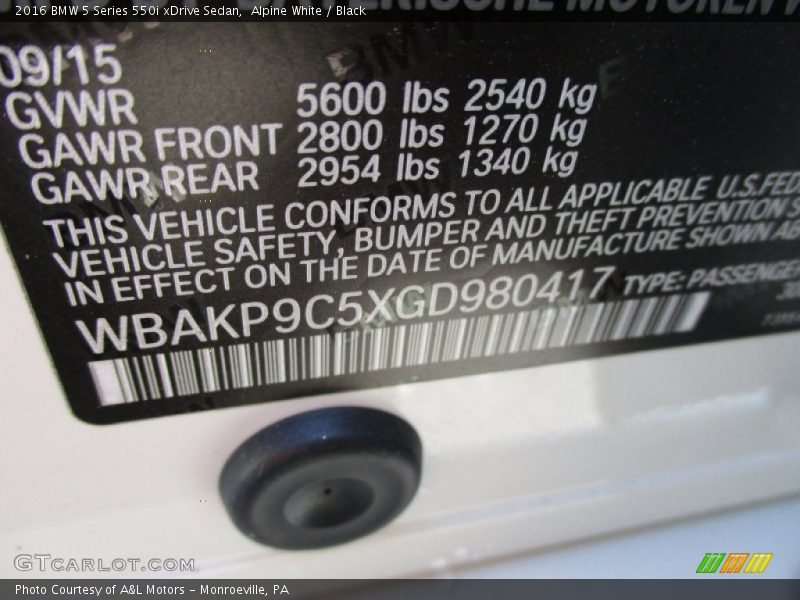 2016 BMW 5 Series 550i xDrive Sedan, Alpine White / Black
09/15
GVWR 5600 lbs 2540 kg
GAWR FRONT 2800 lbs 1270 kg
GAWR REAR 2954 lbs 1340 kg
THIS VEHICLE CONFORMS TO ALL APPLICABLE U.S.FED
VEHICLE SAFETY, BUMPER AND THEFT PREVENTION S
IN EFFECT ON THE DATE OF MANUFACTURE SHOWN AB
WBAKP9C5XGD980417 TYPE: PASSENGE
GTCARLOT.COM
Photo Courtesy of A&L Motors – Monroeville, PA